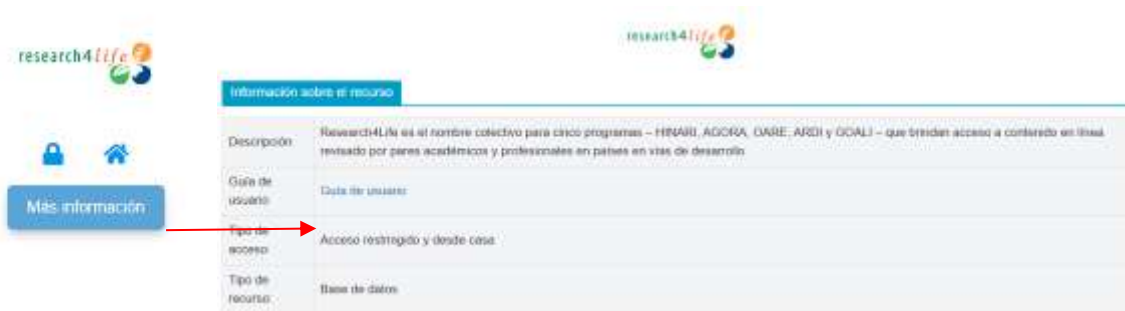 research4life
research4life
Información sobre el recurso
Descripción
Research4Life es el nombre colectivo para cinco programas – HINARI, AGORA, OARE, ARDI y GOALI – que brindan acceso a contenido en línea
revisado por pares académicos y profesionales en países en vías de desarrollo
Guía de
usuario
Guía de usuario
Más información
Tipo de
acceso
Acceso restringido y desde casa
Tipo de
recurso
Base de datos